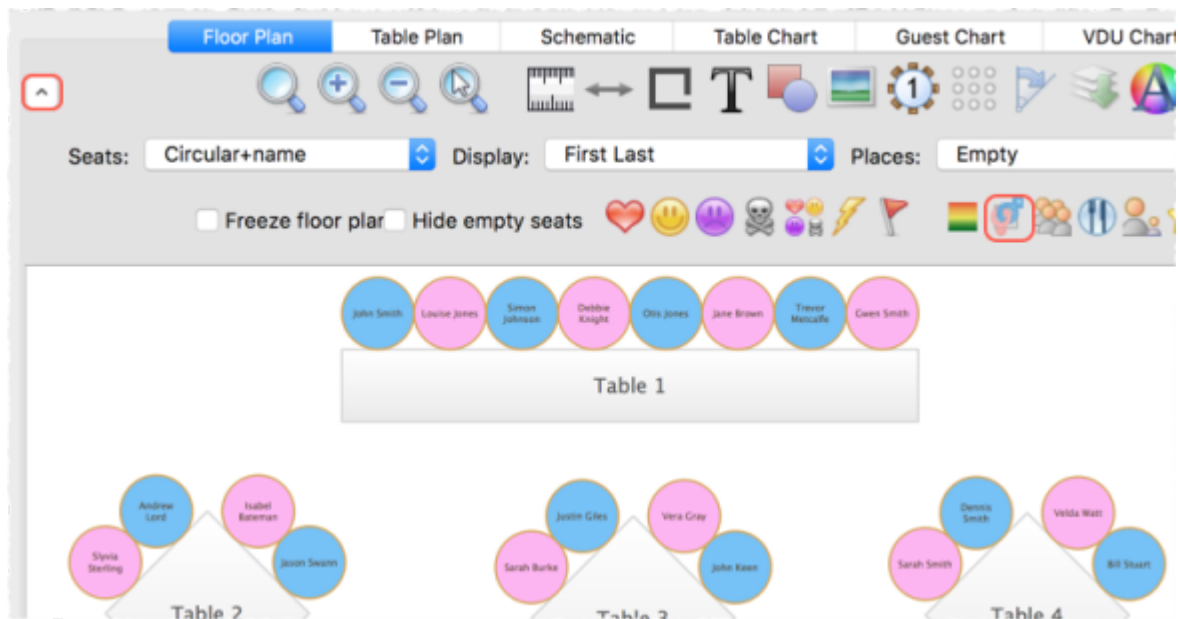 Floor Plan Table Plan Schematic Table Chart Guest Chart VDU Chart
T 1 A
Seats: Circular+name Display: First Last Places: Empty
Freeze floor plan Hide empty seats
John Smith Louise Jones Simon Johnson Debbie Knight Otis Jones Jane Brown Trevor Metcalfe Gwen Smith
Table 1
Andrew Lord Isabel Bateman Justin Giles Vera Gray Dennis Smith Velda Watt
Slyvia Sterling Jason Swann Sarah Burke John Keen Sarah Smith Bill Stuart
Table 2 Table 3 Table 4